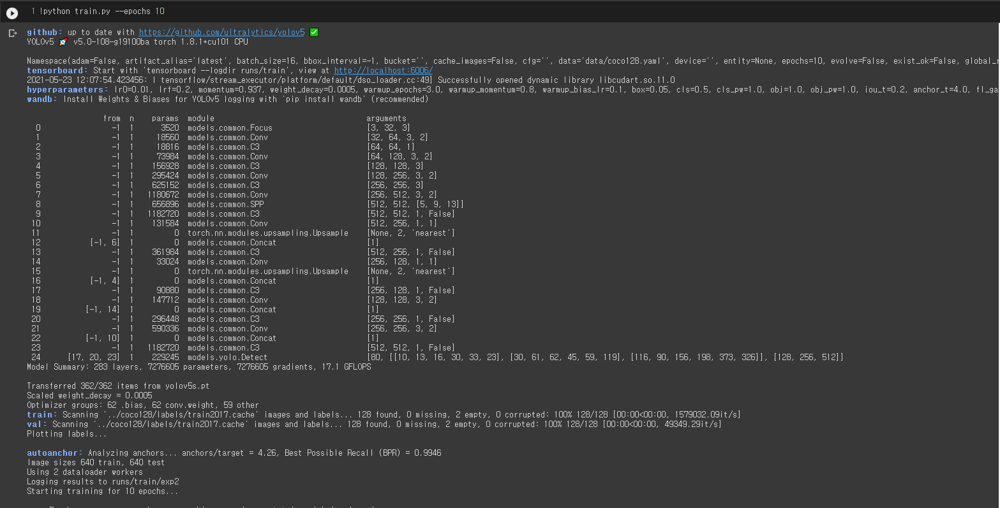 1 !python train.py --epochs 10
github: up to date with https://github.com/ultralytics/yolov5 ✅
YOLOv5 🚀 v5.0-108-g19100ba torch 1.8.1+cu101 CPU
Namespace(adam=False, artifact_alias='latest', batch_size=16, bbox_interval=-1, bucket='', cache_images=False, cfg='', data='data/coco128.yaml', device='', entity=None, epochs=10, evolve=False, exist_ok=False, global_r
tensorboard: Start with 'tensorboard --logdir runs/train', view at http://localhost:6006/
2021-05-23 12:07:54.423456: I tensorflow/stream_executor/platform/default/dso_loader.cc:49] Successfully opened dynamic library libcudart.so.11.0
hyperparameters: lr0=0.01, lrf=0.2, momentum=0.937, weight_decay=0.0005, warmup_epochs=3.0, warmup_momentum=0.8, warmup_bias_lr=0.1, box=0.05, cls=0.5, cls_pw=1.0, obj=1.0, obj_pw=1.0, iou_t=0.2, anchor_t=4.0, fl_ga
wandb: Install Weights & Biases for YOLOv5 logging with 'pip install wandb' (recommended)
from n params module arguments
0 -1 1 3520 models.common.Focus [3, 32, 3]
1 -1 1 18560 models.common.Conv [32, 64, 3, 2]
2 -1 1 18816 models.common.C3 [64, 64, 1]
3 -1 1 73984 models.common.Conv [64, 128, 3, 2]
4 -1 1 156928 models.common.C3 [128, 128, 3]
5 -1 1 295424 models.common.Conv [128, 256, 3, 2]
6 -1 1 625152 models.common.C3 [256, 256, 3]
7 -1 1 1180672 models.common.Conv [256, 512, 3, 2]
8 -1 1 656896 models.common.SPP [512, 512, [5, 9, 13]]
9 -1 1 1182720 models.common.C3 [512, 512, 1, False]
10 -1 1 131584 models.common.Conv [512, 256, 1, 1]
11 -1 1 0 torch.nn.modules.upsampling.Upsample [None, 2, 'nearest']
12 [-1, 6] 1 0 models.common.Concat [1]
13 -1 1 361984 models.common.C3 [512, 256, 1, False]
14 -1 1 33024 models.common.Conv [256, 128, 1, 1]
15 -1 1 0 torch.nn.modules.upsampling.Upsample [None, 2, 'nearest']
16 [-1, 4] 1 0 models.common.Concat [1]
17 -1 1 90880 models.common.C3 [256, 128, 1, False]
18 -1 1 147712 models.common.Conv [128, 128, 3, 2]
19 [-1, 14] 1 0 models.common.Concat [1]
20 -1 1 296448 models.common.C3 [256, 256, 1, False]
21 -1 1 590336 models.common.Conv [256, 256, 3, 2]
22 [-1, 10] 1 0 models.common.Concat [1]
23 -1 1 1182720 models.common.C3 [512, 512, 1, False]
24 [17, 20, 23] 1 229245 models.yolo.Detect [80, [[10, 13, 16, 30, 33, 23], [30, 61, 62, 45, 59, 119], [116, 90, 156, 198, 373, 326]], [128, 256, 512]]
Model Summary: 283 layers, 7276605 parameters, 7276605 gradients, 17.1 GFLOPS
Transferred 362/362 items from yolov5s.pt
Scaled weight_decay = 0.0005
Optimizer groups: 62 .bias, 62 conv.weight, 59 other
train: Scanning '../coco128/labels/train2017.cache' images and labels... 128 found, 0 missing, 2 empty, 0 corrupted: 100% 128/128 [00:00<00:00, 1579032.09it/s]
val: Scanning '../coco128/labels/train2017.cache' images and labels... 128 found, 0 missing, 2 empty, 0 corrupted: 100% 128/128 [00:00<00:00, 49349.29it/s]
Plotting labels...
autoanchor: Analyzing anchors... anchors/target = 4.26, Best Possible Recall (BPR) = 0.9946
Image sizes 640 train, 640 test
Using 2 dataloader workers
Logging results to runs/train/exp2
Starting training for 10 epochs...